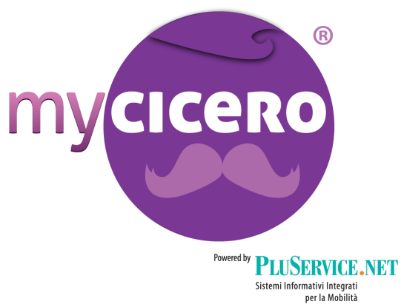 mycicero ®
Powered by PluService.net
Sistemi Informativi Integrati
per la Mobilità